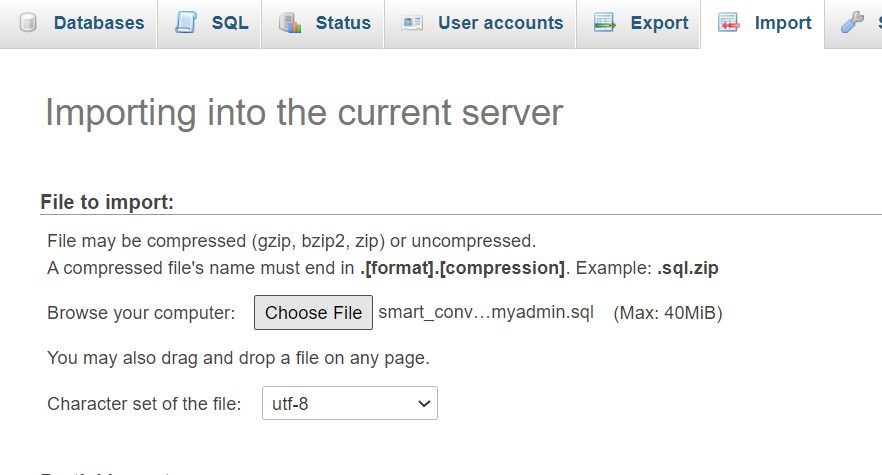 Databases SQL Status User accounts Export Import
Importing into the current server
File to import:
File may be compressed (gzip, bzip2, zip) or uncompressed.
A compressed file's name must end in .[format].[compression]. Example: .sql.zip
Browse your computer: Choose File smart_conv…myadmin.sql (Max: 40MiB)
You may also drag and drop a file on any page.
Character set of the file: utf-8